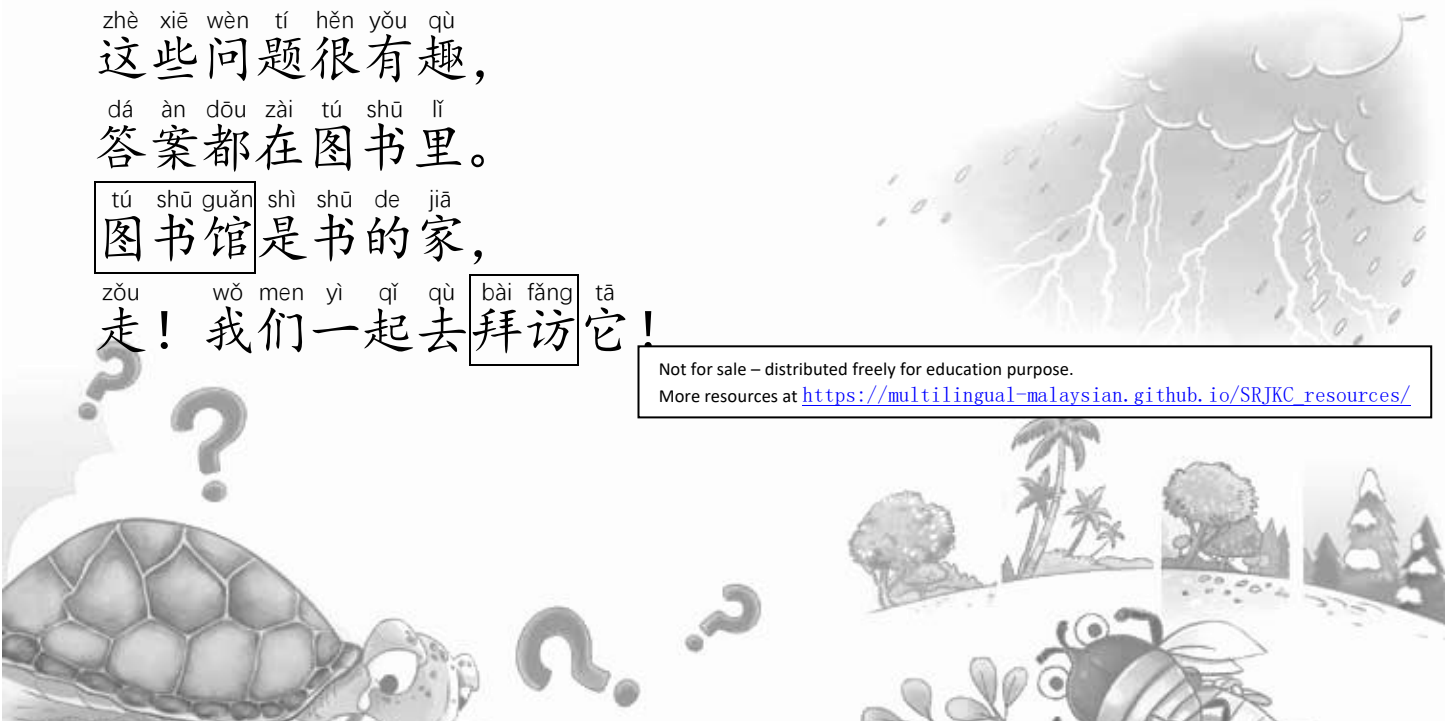 zhè xiē wèn tí hěn yǒu qù
这些问题很有趣，
dá àn dōu zài tú shū lǐ
答案都在图书里。
tú shū guǎn shì shū de jiā
图书馆是书的家，
zǒu wǒ men yì qǐ qù bài fǎng tā
走！我们一起去拜访它！
Not for sale – distributed freely for education purpose.
More resources at https://multilingual-malaysian.github.io/SRJKC_resources/